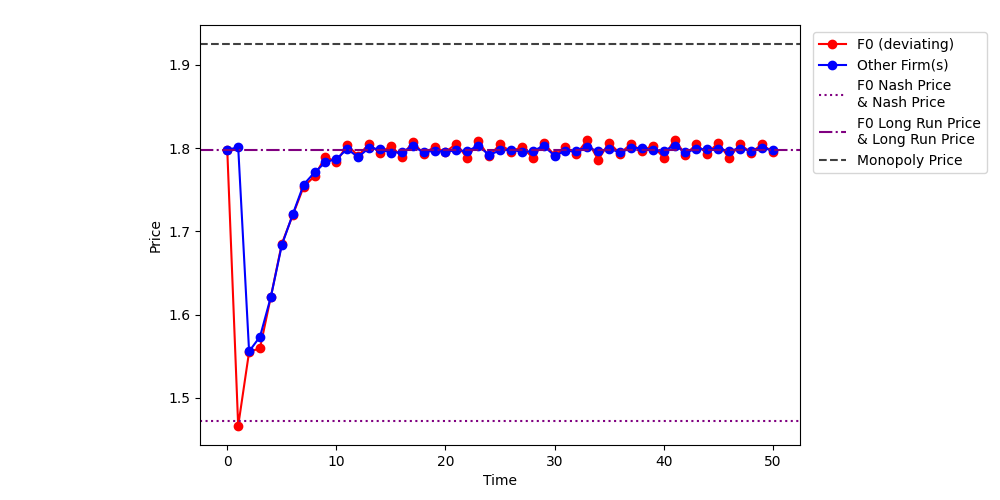 1.9
1.8
1.7
1.6
1.5
Price
0
10
20
30
40
50
Time
F0 (deviating)
Other Firm(s)
F0 Nash Price
& Nash Price
F0 Long Run Price
& Long Run Price
Monopoly Price